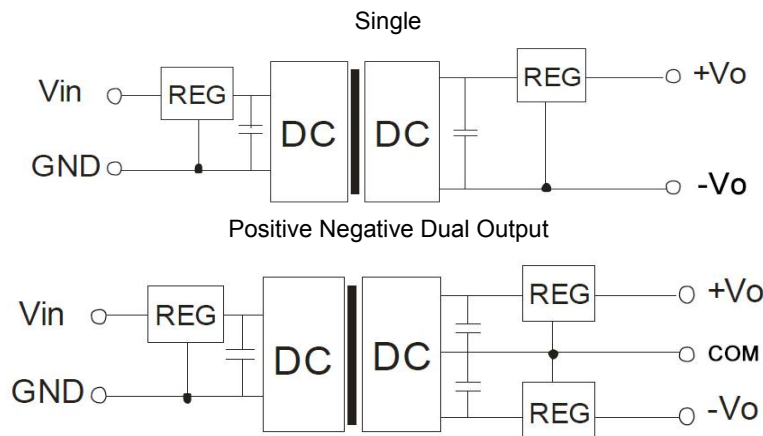 Single
Vin REG DC DC REG +Vo
GND -Vo
Positive Negative Dual Output
Vin REG DC DC REG +Vo
COM
GND REG -Vo